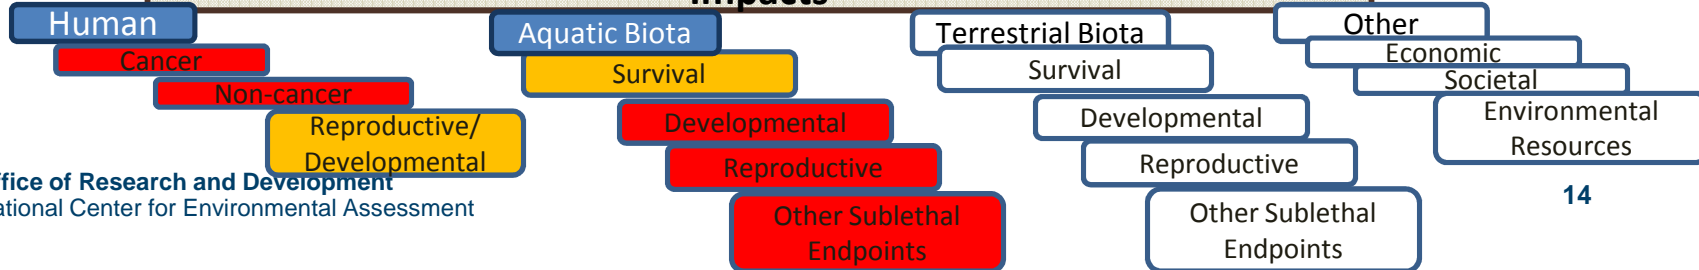 Impacts
Human
Cancer
Non-cancer
Reproductive/
Developmental
Aquatic Biota
Survival
Developmental
Reproductive
Other Sublethal
Endpoints
Terrestrial Biota
Survival
Developmental
Reproductive
Other Sublethal
Endpoints
Other
Economic
Societal
Environmental
Resources
ffice of Research and Development
ational Center for Environmental Assessment
14